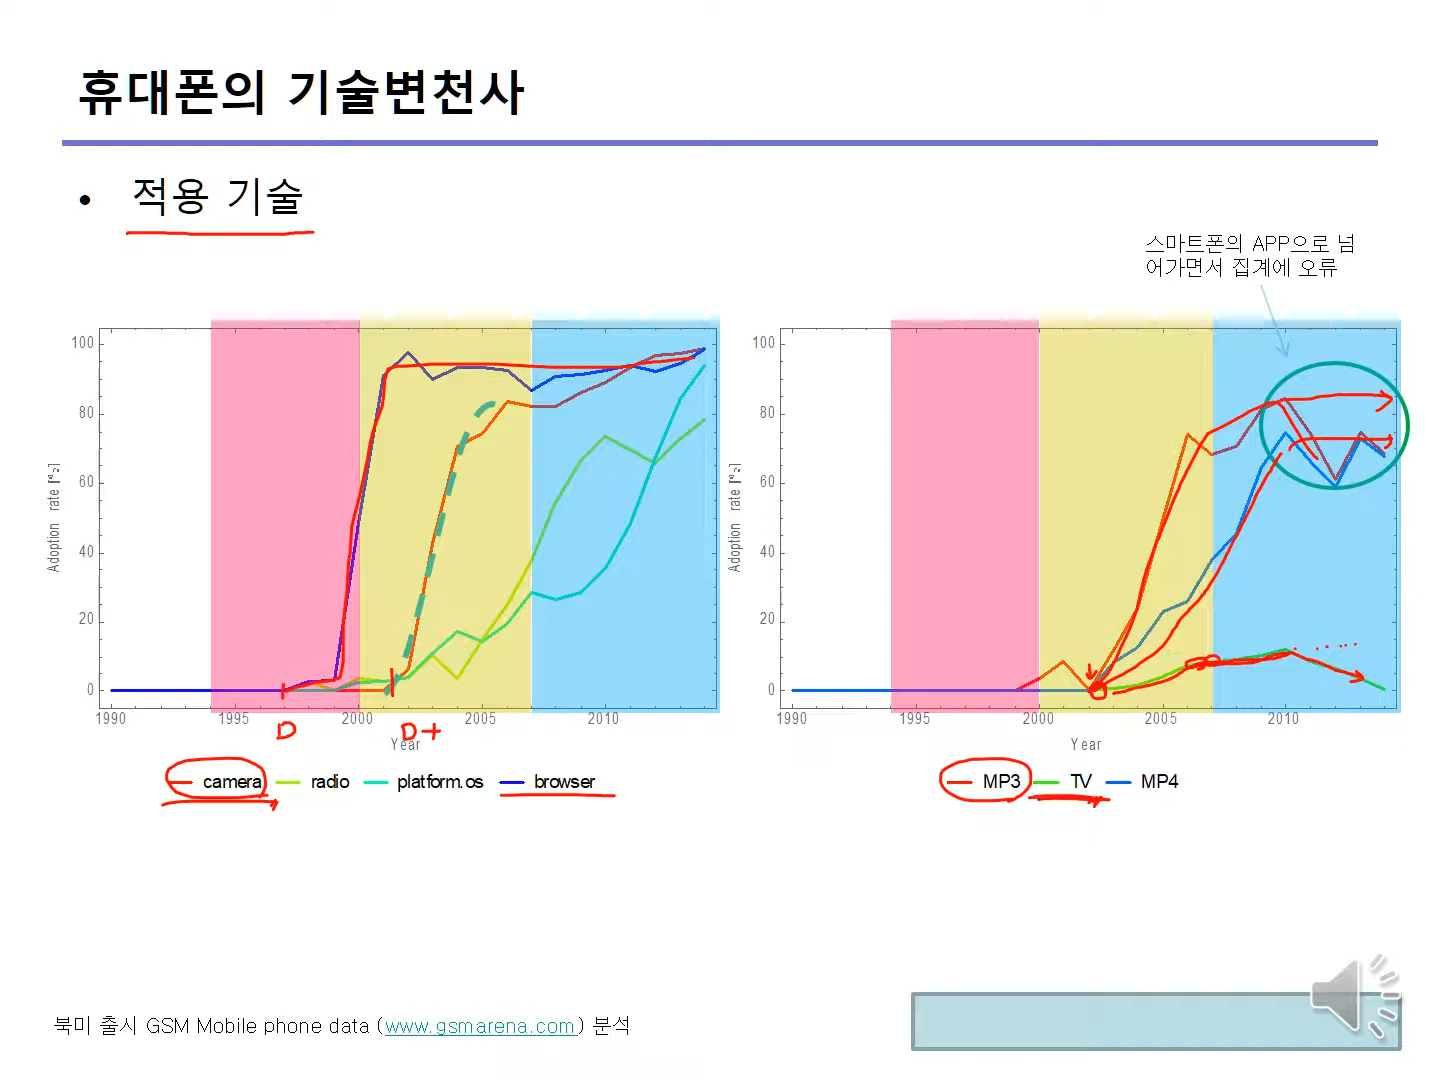 휴대폰의 기술변천사
• 적용 기술
스마트폰의 APP으로 넘
어가면서 집계에 오류
100
80
60
40
20
0
Adoption rate [%]
1990 1995 2000 2005 2010
D D+
Year
camera radio platform.os browser
100
80
60
40
20
0
Adoption rate [%]
1990 1995 2000 2005 2010
Year
MP3 TV MP4
북미 출시 GSM Mobile phone data (www.gsmarena.com) 분석